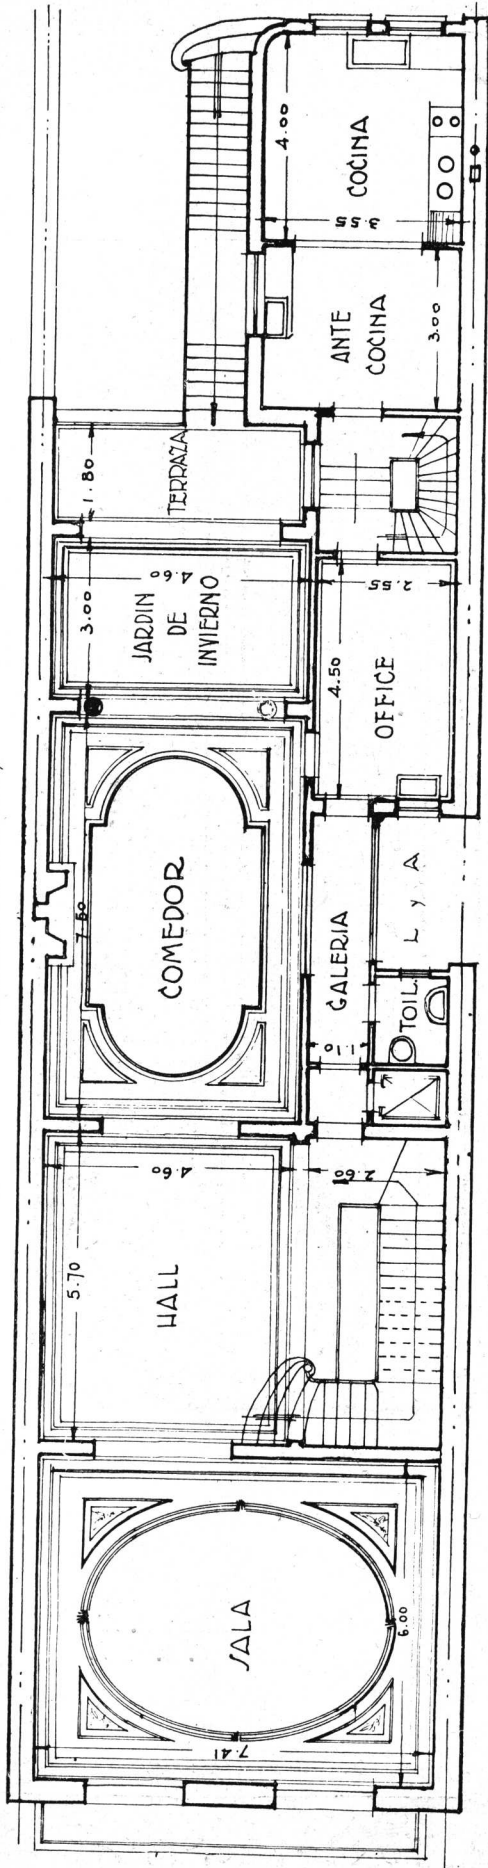 COCINA
4.00
3.55
ANTE
COCINA
3.00
TERRAZA
1.80
JARDIN
DE
INVIERNO
4.60
3.00
OFFICE
4.50
2.55
COMEDOR
7.50
GALERIA
1.10
L y A
TOIL.
HALL
5.70
4.60
2.60
SALA
7.41
6.00